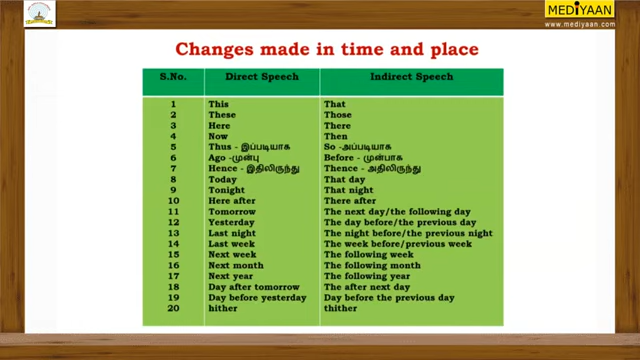 MEDiYAAN
www.mediyaan.com
Changes made in time and place
S.No. Direct Speech Indirect Speech
1 This That
2 These Those
3 Here There
4 Now Then
5 Thus - இப்படியாக So -அப்படியாக
6 Ago -முன்பு Before - முன்பாக
7 Hence - இதிலிருந்து Thence - அதிலிருந்து
8 Today That day
9 Tonight That night
10 Here after There after
11 Tomorrow The next day/the following day
12 Yesterday The day before/the previous day
13 Last night The night before/the previous night
14 Last week The week before/previous week
15 Next week The following week
16 Next month The following month
17 Next year The following year
18 Day after tomorrow The after next day
19 Day before yesterday Day before the previous day
20 hither thither